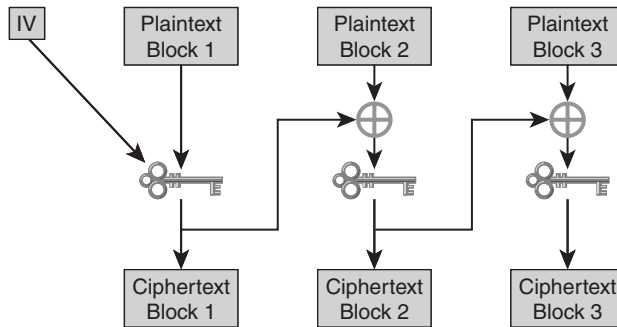 IV
Plaintext
Block 1
Plaintext
Block 2
Plaintext
Block 3
Ciphertext
Block 1
Ciphertext
Block 2
Ciphertext
Block 3